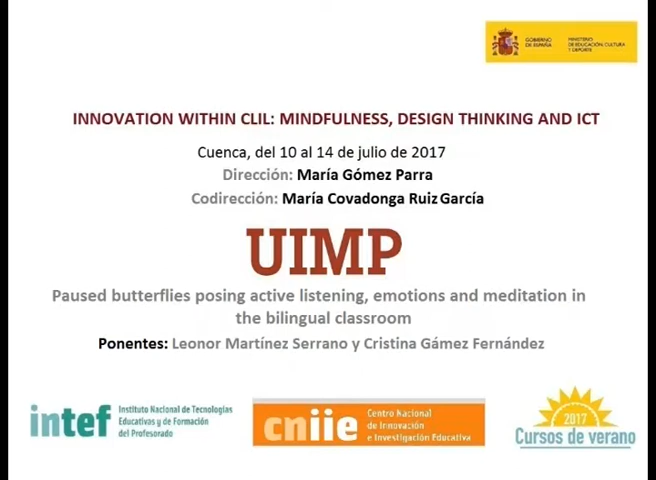 GOBIERNO
DE ESPAÑA
MINISTERIO
DE EDUCACIÓN, CULTURA
Y DEPORTE
INNOVATION WITHIN CLIL: MINDFULNESS, DESIGN THINKING AND ICT
Cuenca, del 10 al 14 de julio de 2017
Dirección: María Gómez Parra
Codirección: María Covadonga Ruiz García
UIMP
Paused butterflies posing active listening, emotions and meditation in
the bilingual classroom
Ponentes: Leonor Martínez Serrano y Cristina Gámez Fernández
intef
Instituto Nacional de Tecnologías
Educativas y de Formación
del Profesorado
cniie
Centro Nacional
de Innovación
e Investigación Educativa
2017
Cursos de verano